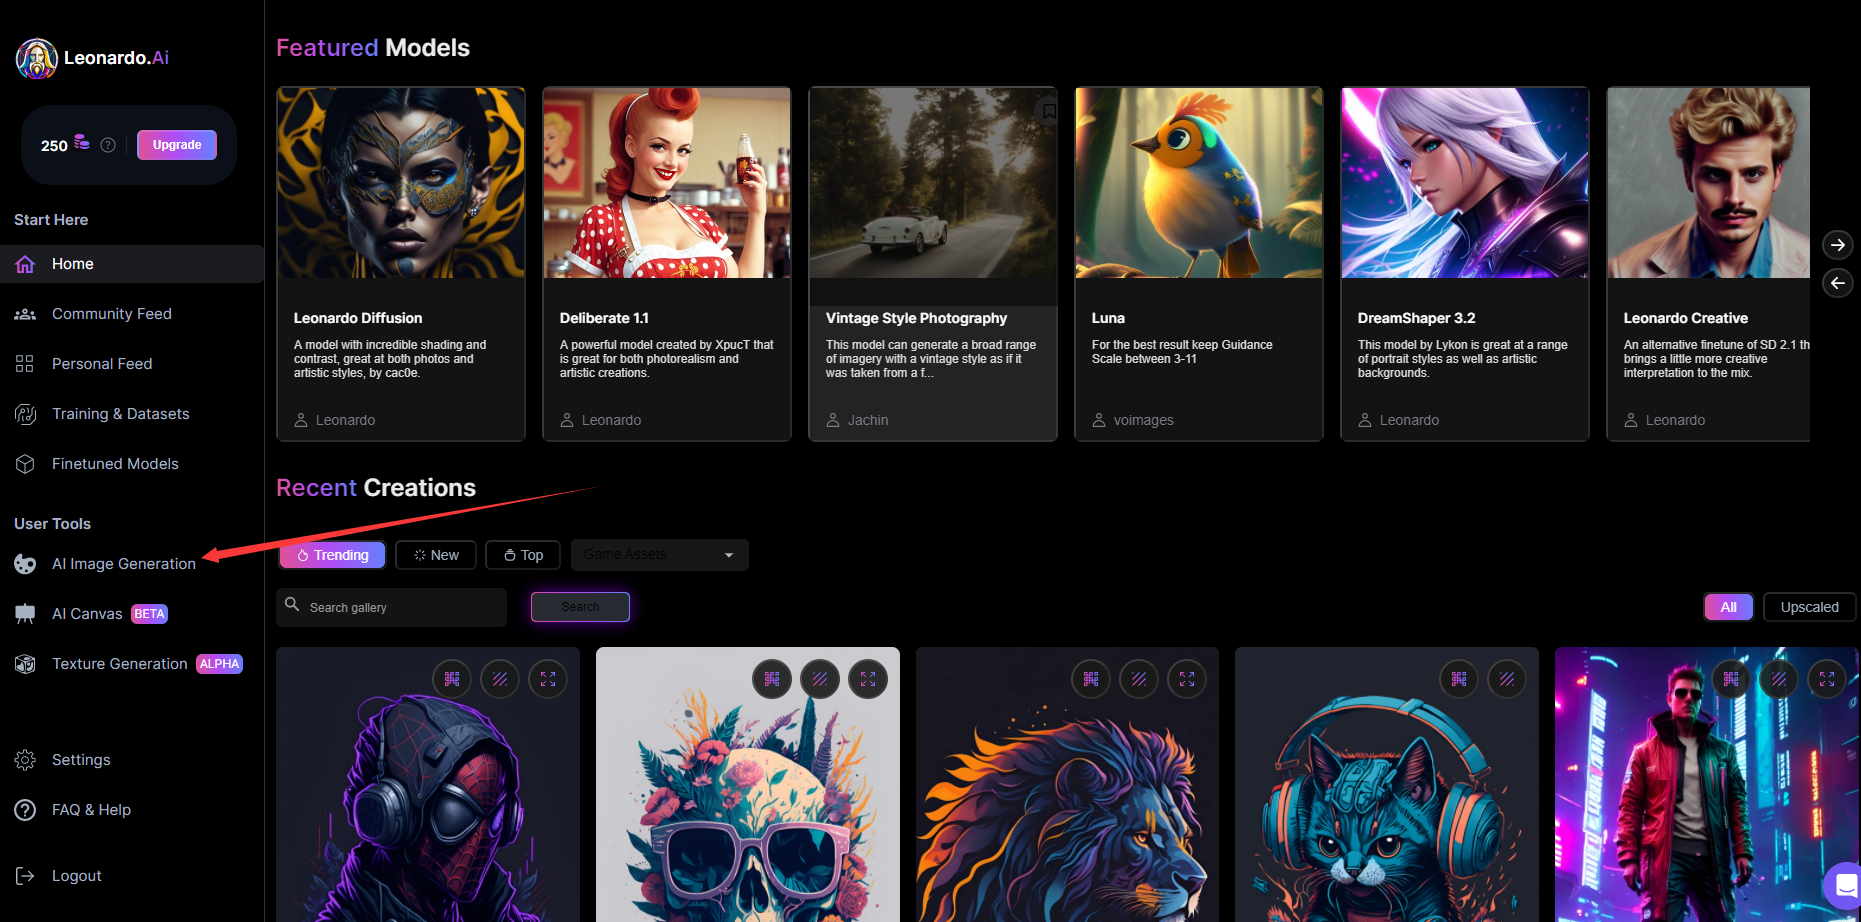 Leonardo.Ai
250
Upgrade
Start Here
Home
Community Feed
Personal Feed
Training & Datasets
Finetuned Models
User Tools
AI Image Generation
AI Canvas BETA
Texture Generation ALPHA
Settings
FAQ & Help
Logout
Featured Models
Leonardo Diffusion
A model with incredible shading and
contrast, great at both photos and
artistic styles, by cac0e.
Leonardo
Deliberate 1.1
A powerful model created by XpucT that
is great for both photorealism and
artistic creations.
Leonardo
Vintage Style Photography
This model can generate a broad range
of imagery with a vintage style as if it
was taken from a f...
Jachin
Luna
For the best result keep Guidance
Scale between 3-11
voimages
DreamShaper 3.2
This model by Lykon is great at a range
of portrait styles as well as artistic
backgrounds.
Leonardo
Leonardo Creative
An alternative finetune of SD 2.1 th
brings a little more creative
interpretation to the mix.
Leonardo
Recent Creations
Trending
New
Top
Game Assets
Search gallery
Search
All
Upscaled